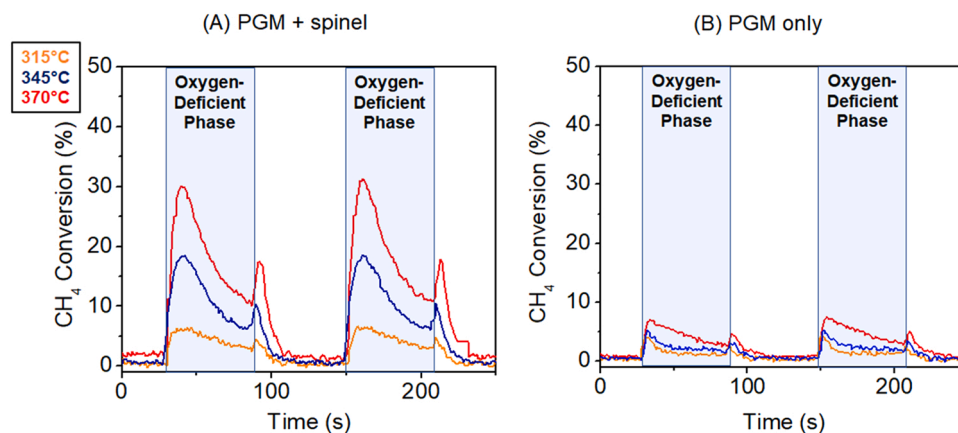 (A) PGM + spinel
(B) PGM only
315°C
345°C
370°C
CH4 Conversion (%)
50
40
30
20
10
0
Oxygen-
Deficient
Phase
Oxygen-
Deficient
Phase
0
100
200
Time (s)
CH4 Conversion (%)
50
40
30
20
10
0
Oxygen-
Deficient
Phase
Oxygen-
Deficient
Phase
0
100
200
Time (s)